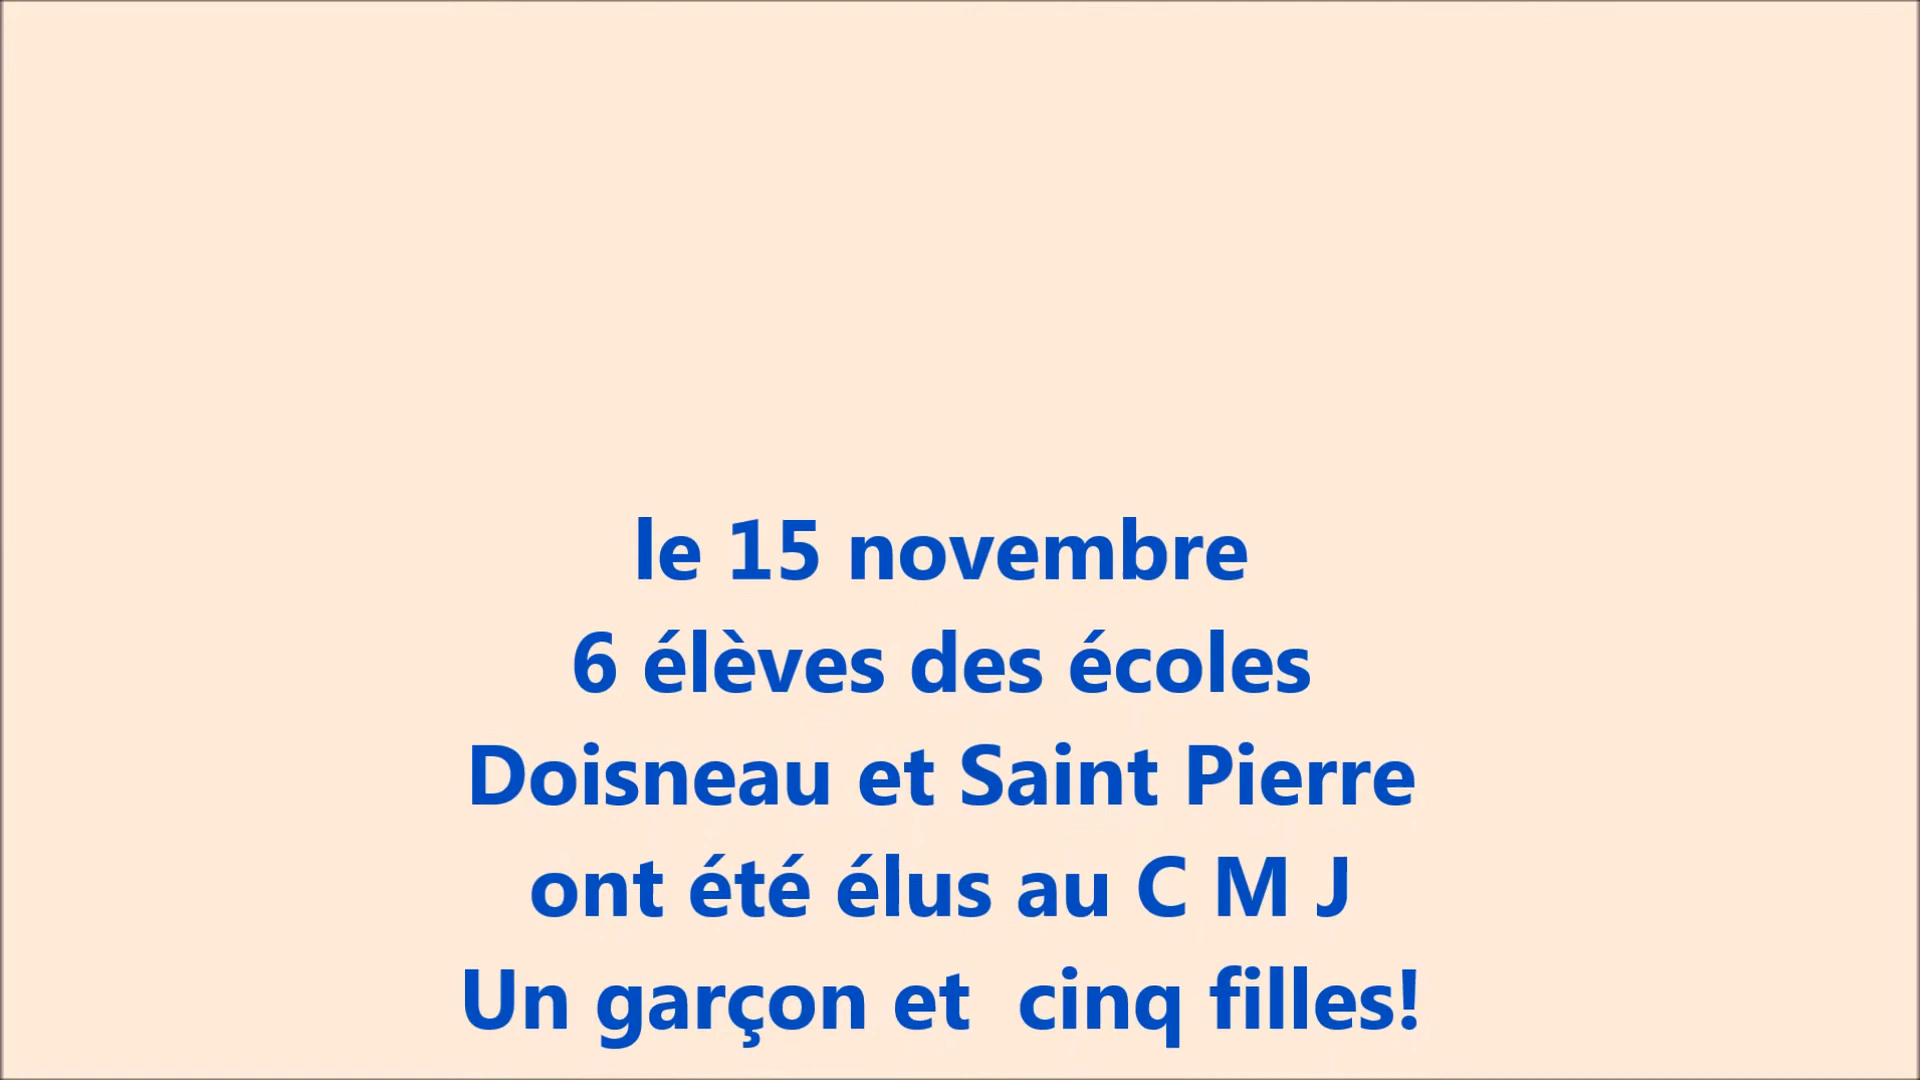 le 15 novembre
6 élèves des écoles
Doisneau et Saint Pierre
ont été élus au C M J
Un garçon et  cinq filles!